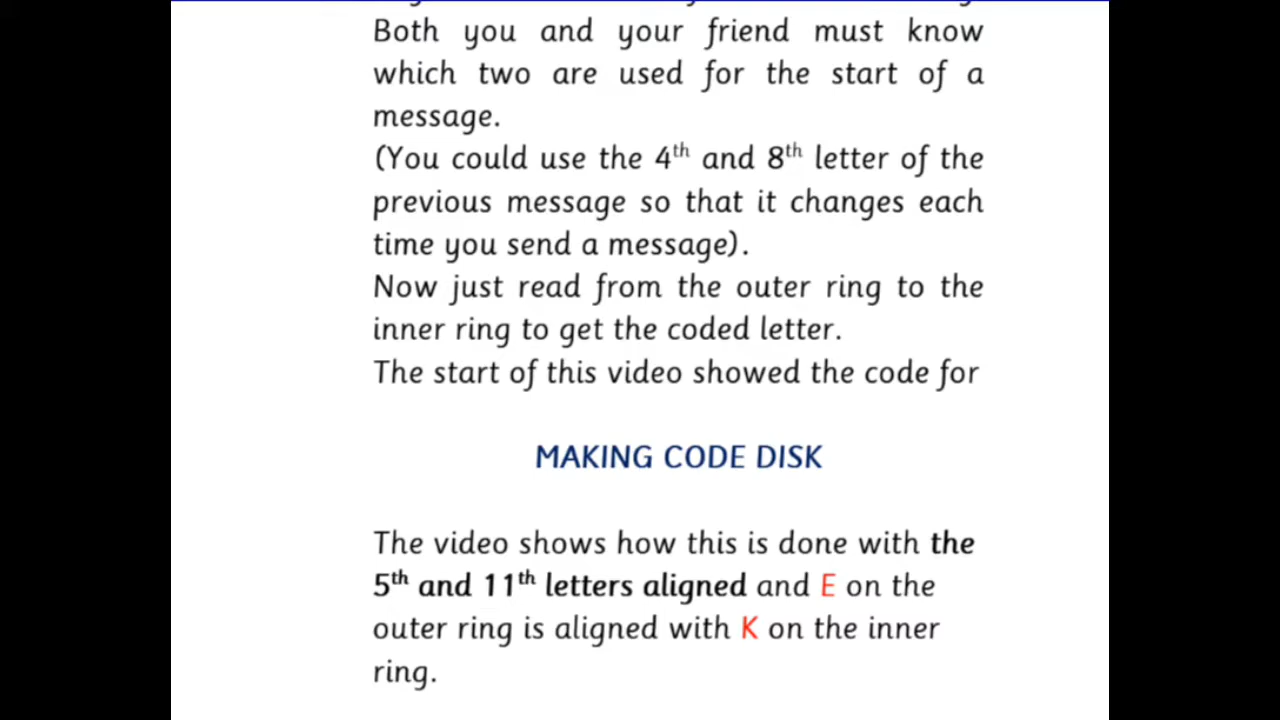 Both you and your friend must know
which two are used for the start of a
message.
(You could use the 4th and 8th letter of the
previous message so that it changes each
time you send a message).
Now just read from the outer ring to the
inner ring to get the coded letter.
The start of this video showed the code for
MAKING CODE DISK
The video shows how this is done with the
5th and 11th letters aligned and E on the
outer ring is aligned with K on the inner
ring.